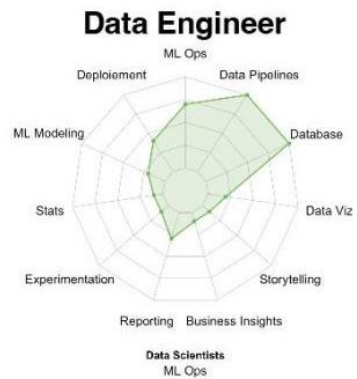 Data Engineer
ML Ops
Deploiement
Data Pipelines
ML Modeling
Database
Stats
Data Viz
Experimentation
Storytelling
Reporting
Business Insights
Data Scientists
ML Ops